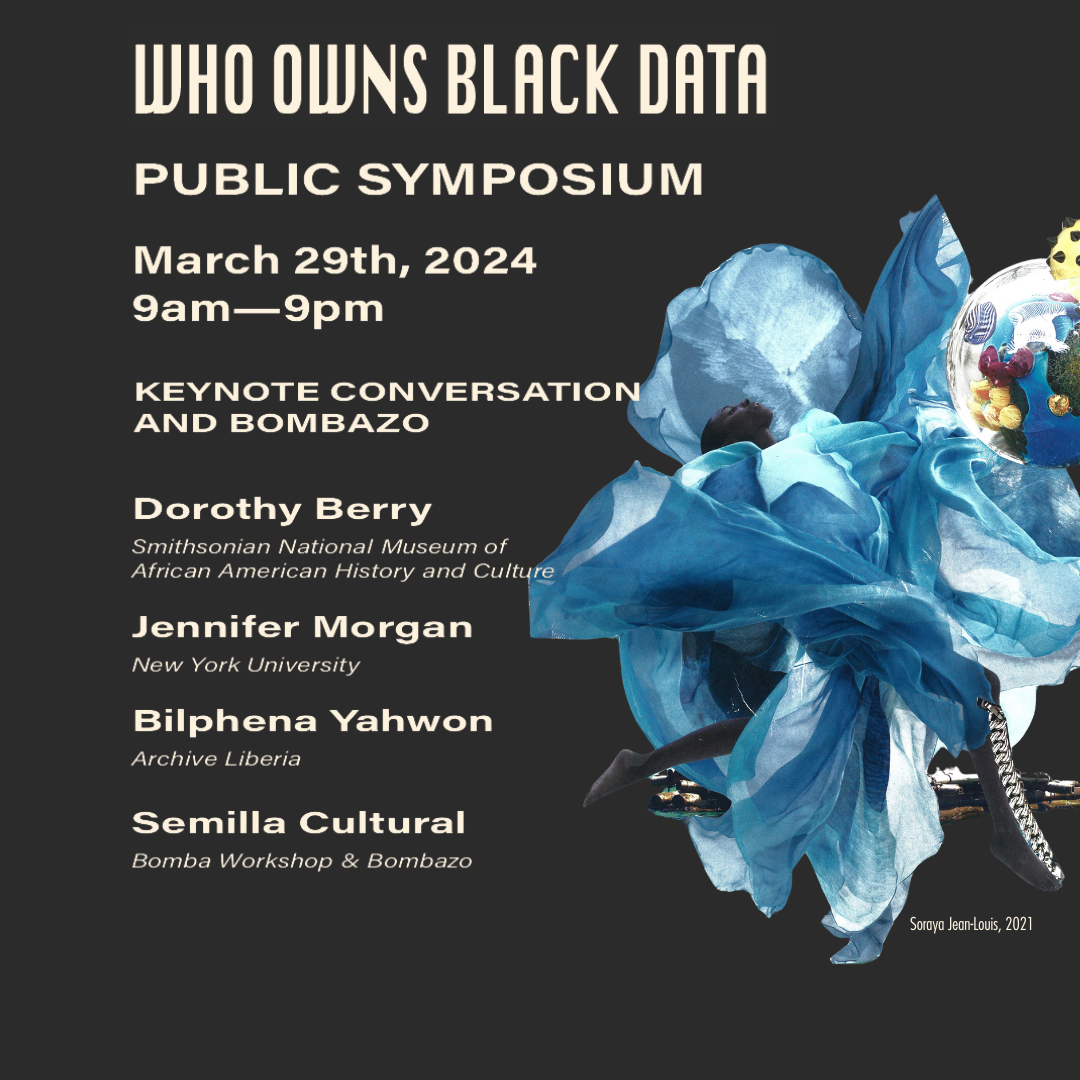 WHO OWNS BLACK DATA
PUBLIC SYMPOSIUM
March 29th, 2024
9am—9pm
KEYNOTE CONVERSATION
AND BOMBAZO
Dorothy Berry
Smithsonian National Museum of
African American History and Culture
Jennifer Morgan
New York University
Bilphena Yahwon
Archive Liberia
Semilla Cultural
Bomba Workshop & Bombazo
Soraya Jean-Louis, 2021